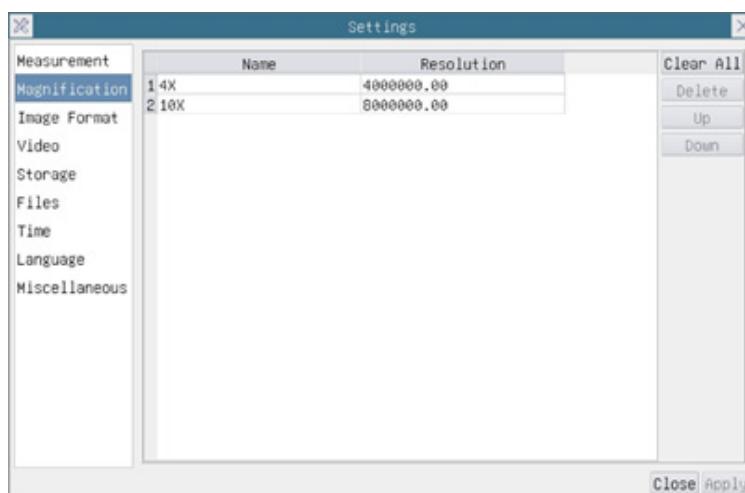 Settings
Measurement
Magnification
Image Format
Video
Storage
Files
Time
Language
Miscellaneous
Name Resolution
1 4X 4000000.00
2 10X 8000000.00
Clear All
Delete
Up
Down
Close Apply